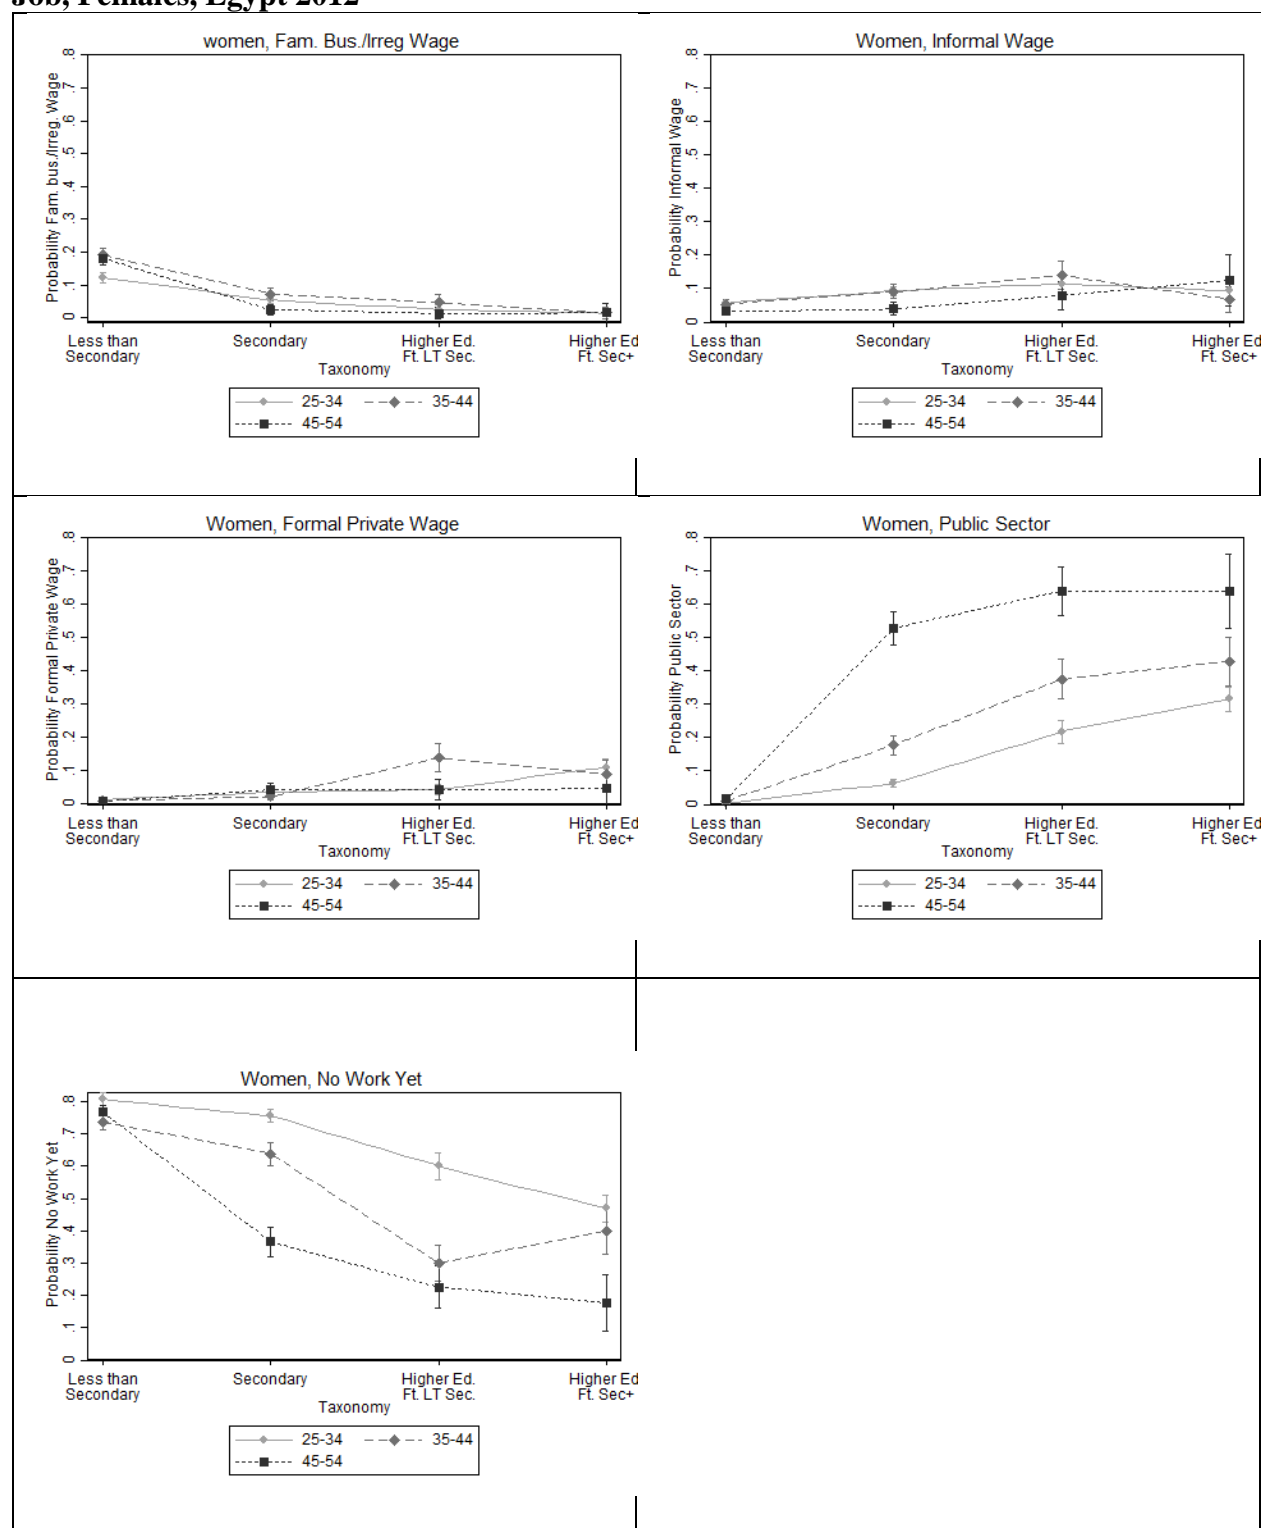 Job, Females, Egypt 2012
women, Fam. Bus./Irreg Wage
Probability Fam. bus./Irreg. Wage
0 .1 .2 .3 .4 .5 .6 .7 .8
Less than Secondary Higher Ed. Higher Ed
Secondary Ft. LT Sec. Ft. Sec+
Taxonomy
25-34 35-44
45-54
Women, Informal Wage
Probability Informal Wage
0 .1 .2 .3 .4 .5 .6 .7 .8
Less than Secondary Higher Ed. Higher Ed
Secondary Ft. LT Sec. Ft. Sec+
Taxonomy
25-34 35-44
45-54
Women, Formal Private Wage
Probability Formal Private Wage
0 .1 .2 .3 .4 .5 .6 .7 .8
Less than Secondary Higher Ed. Higher Ed
Secondary Ft. LT Sec. Ft. Sec+
Taxonomy
25-34 35-44
45-54
Women, Public Sector
Probability Public Sector
0 .1 .2 .3 .4 .5 .6 .7 .8
Less than Secondary Higher Ed. Higher Ed
Secondary Ft. LT Sec. Ft. Sec+
Taxonomy
25-34 35-44
45-54
Women, No Work Yet
Probability No Work Yet
0 .1 .2 .3 .4 .5 .6 .7 .8
Less than Secondary Higher Ed. Higher Ed
Secondary Ft. LT Sec. Ft. Sec+
Taxonomy
25-34 35-44
45-54